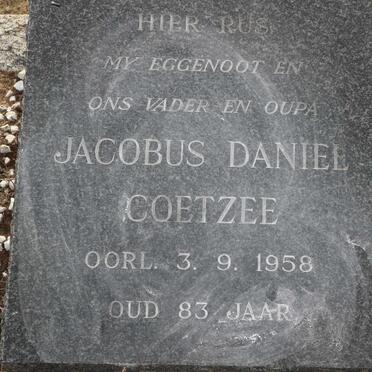 HIER RUS
MY EGGENOOT EN
ONS VADER EN OUPA
JACOBUS DANIEL
COETZEE
OORL. 3. 9. 1958
OUD 83 JAAR